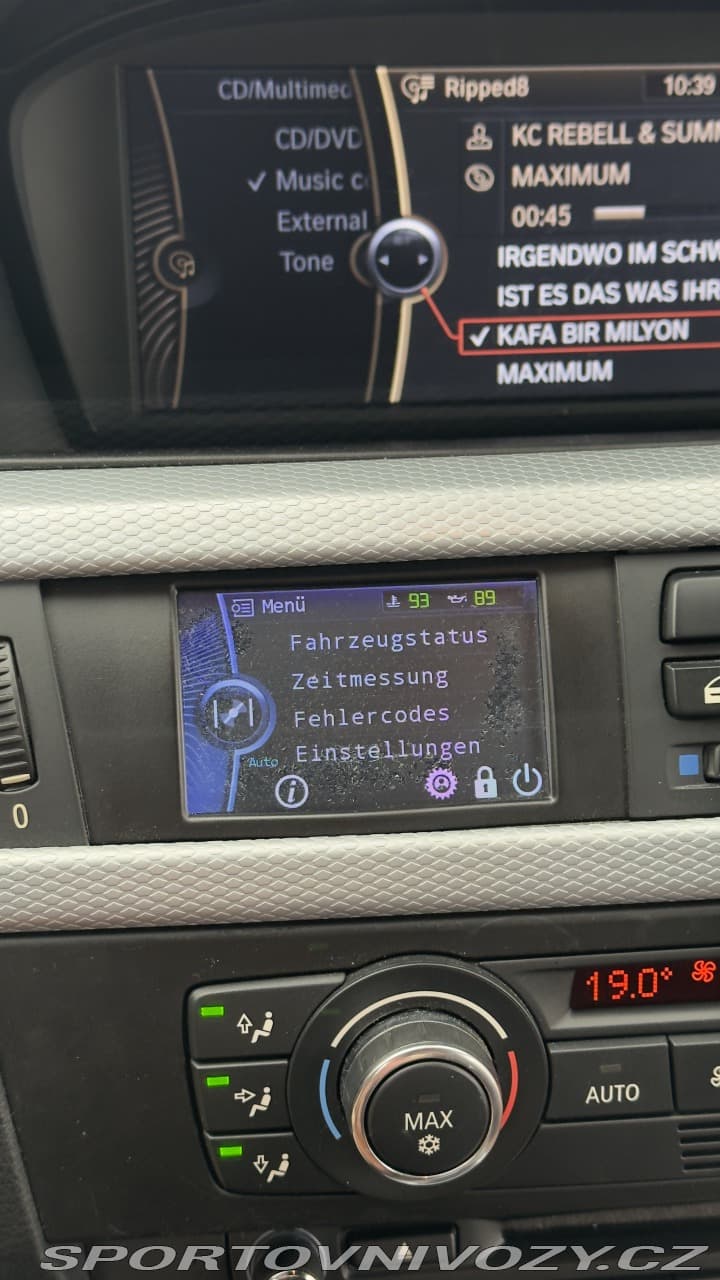 CD/Multimed
Ripped8
10:39
CD/DVD
Music c
External
Tone
KC REBELL & SUM
MAXIMUM
00:45
IRGENDWO IM SCHW
IST ES DAS WAS IHR
KAFA BIR MILYON
MAXIMUM
Menü
93
89
Fahrzeugstatus
Zeitmessung
Fehlercodes
Einstellungen
Auto
i
0
19.0°
AUTO
MAX
SPORTOVNIVOZY.CZ